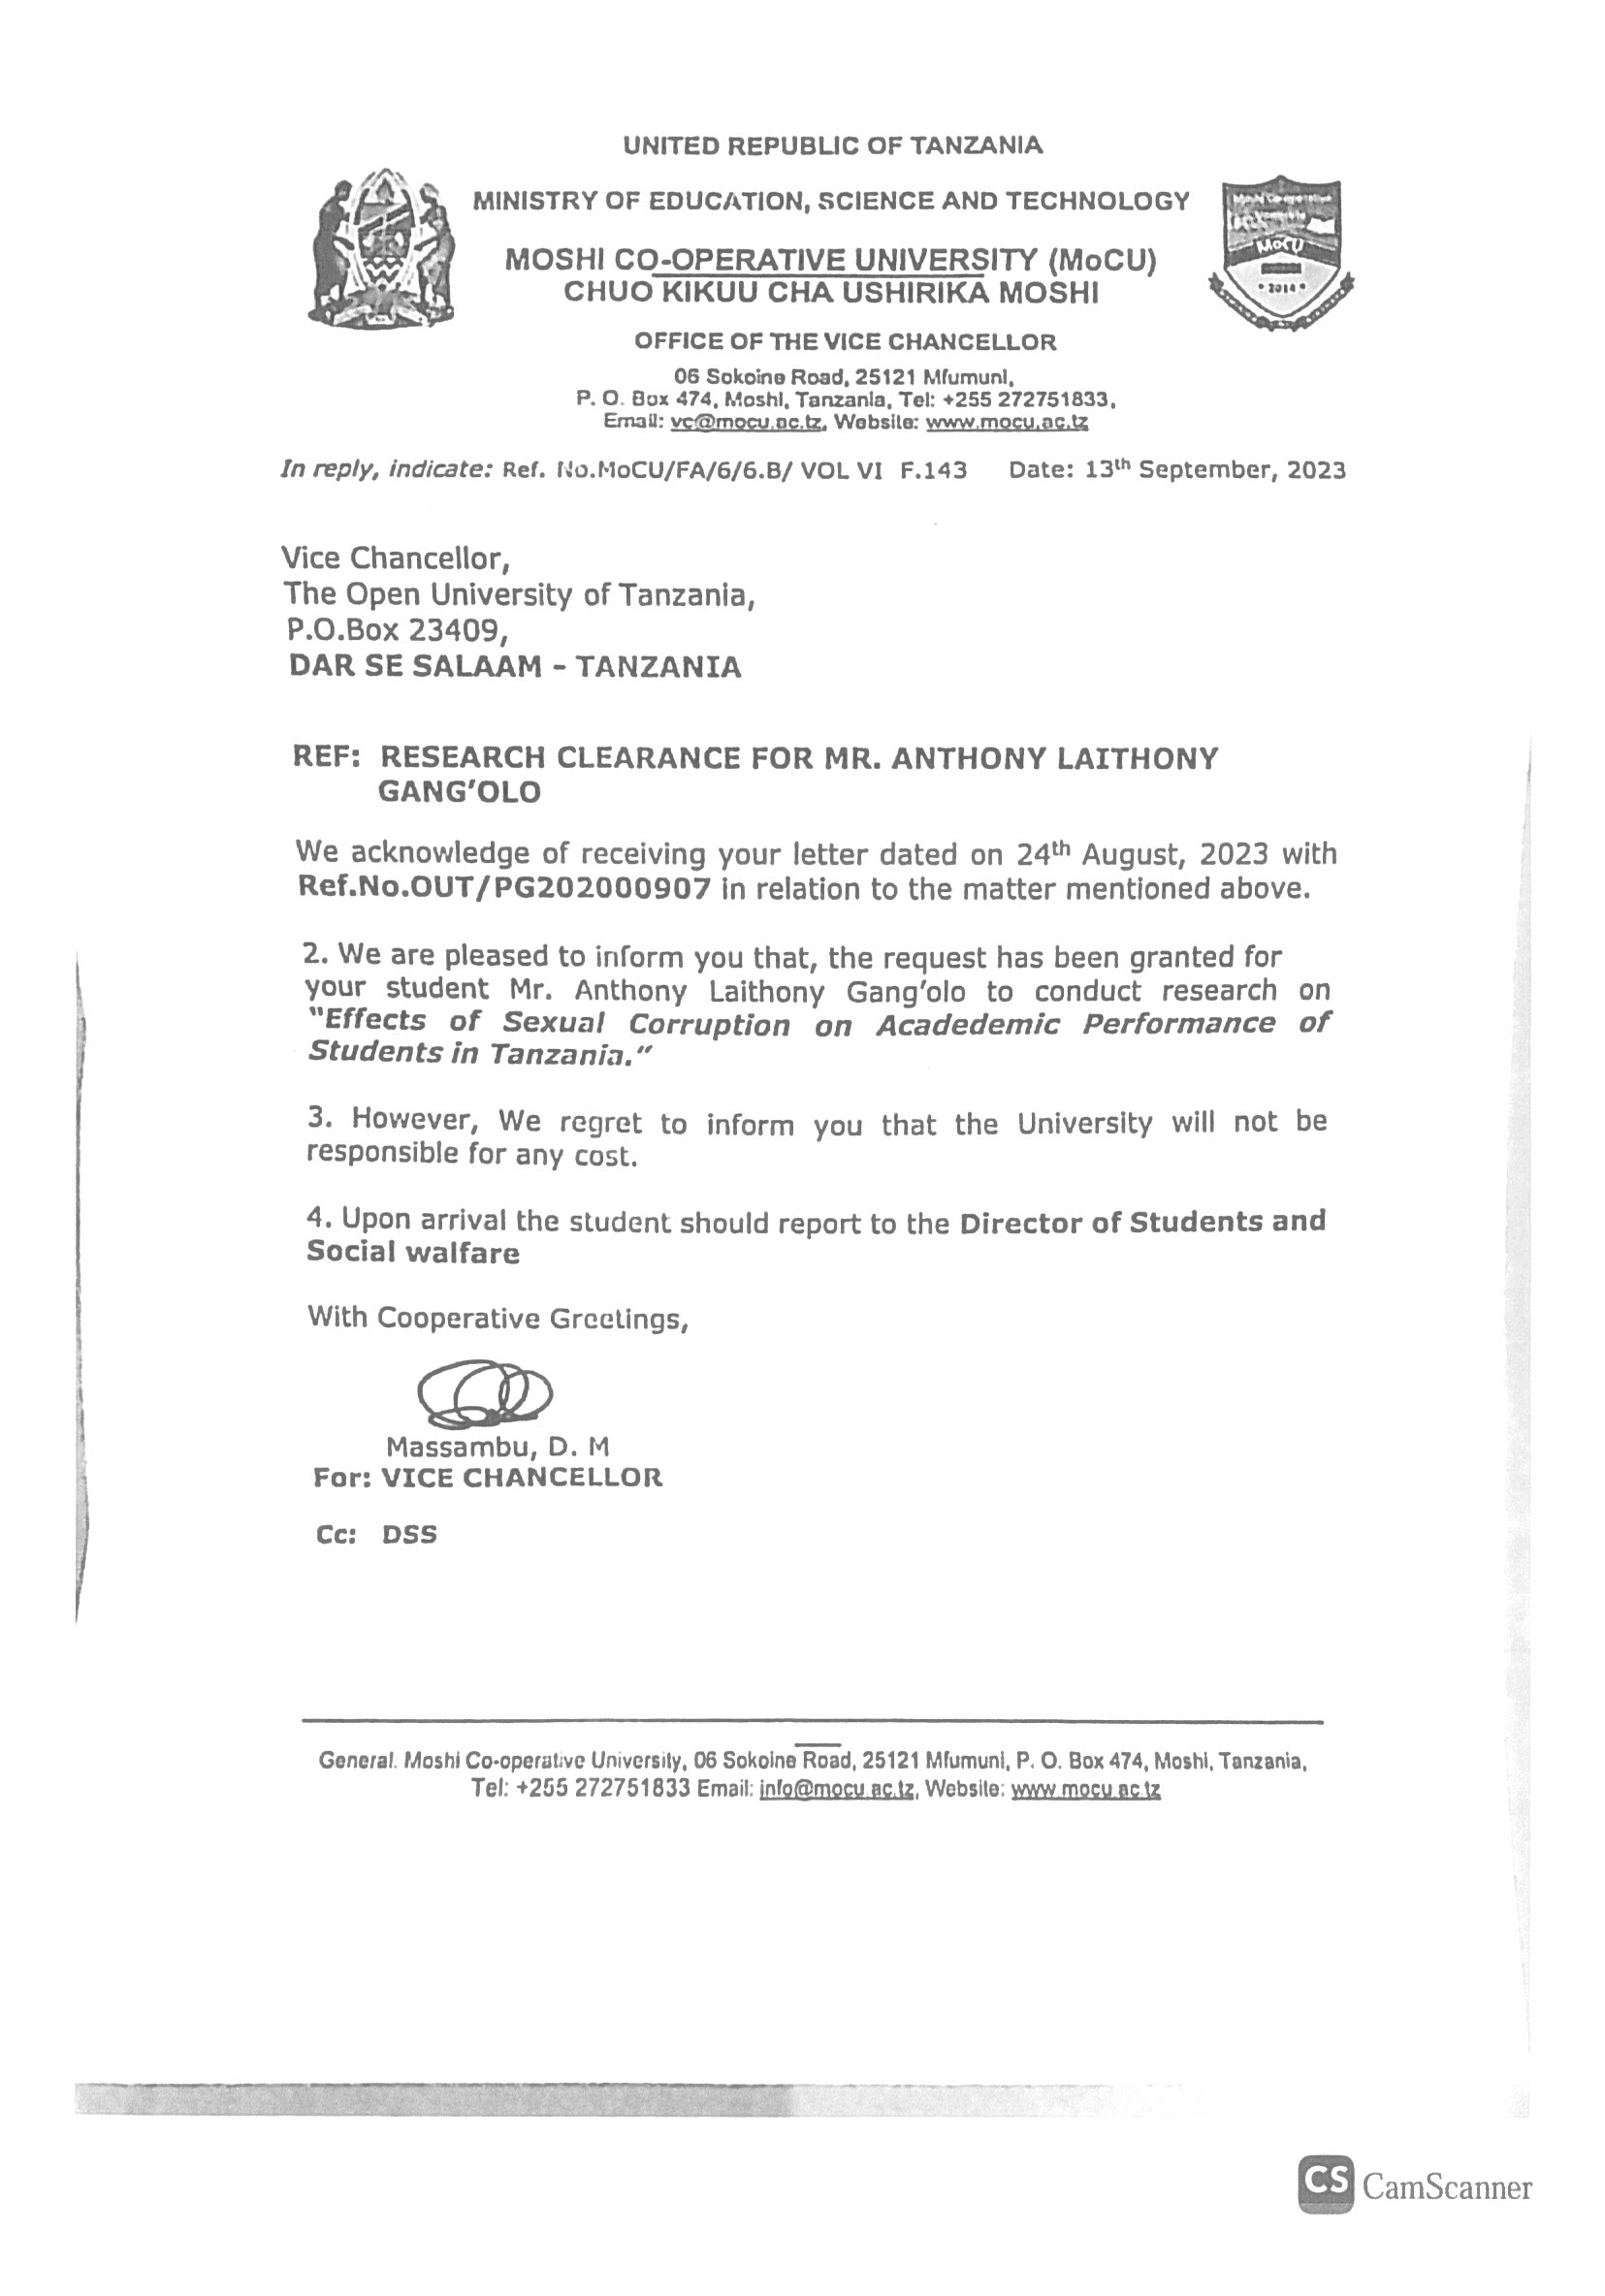 UNITED REPUBLIC OF TANZANIA
MINISTRY OF EDUCATION, SCIENCE AND TECHNOLOGY
MOSHI CO-OPERATIVE UNIVERSITY (MoCU)
CHUO KIKUU CHA USHIRIKA MOSHI
OFFICE OF THE VICE CHANCELLOR
06 Sokoine Road, 25121 Mfumuni,
P. O. Box 474, Moshi, Tanzania, Tel: +255 272751833,
Email: vc@mocu.ac.tz, Website: www.mocu.ac.tz
MoCU
• 2014 •
In reply, indicate: Ref. No.MoCU/FA/6/6.B/ VOL VI F.143 Date: 13th September, 2023
Vice Chancellor,
The Open University of Tanzania,
P.O.Box 23409,
DAR SE SALAAM - TANZANIA
REF: RESEARCH CLEARANCE FOR MR. ANTHONY LAITHONY
GANG'OLO
We acknowledge of receiving your letter dated on 24th August, 2023 with
Ref.No.OUT/PG202000907 in relation to the matter mentioned above.
2. We are pleased to inform you that, the request has been granted for
your student Mr. Anthony Laithony Gang'olo to conduct research on
"Effects of Sexual Corruption on Acadedemic Performance of
Students in Tanzania."
3. However, We regret to inform you that the University will not be
responsible for any cost.
4. Upon arrival the student should report to the Director of Students and
Social walfare
With Cooperative Greetings,
Massambu, D. M
For: VICE CHANCELLOR
Cc: DSS
General. Moshi Co-operative University, 06 Sokoine Road, 25121 Mfumuni, P. O. Box 474, Moshi, Tanzania,
Tel: +255 272751833 Email: info@mocu.ac.tz, Website: www.mocu.ac.tz
CS CamScanner